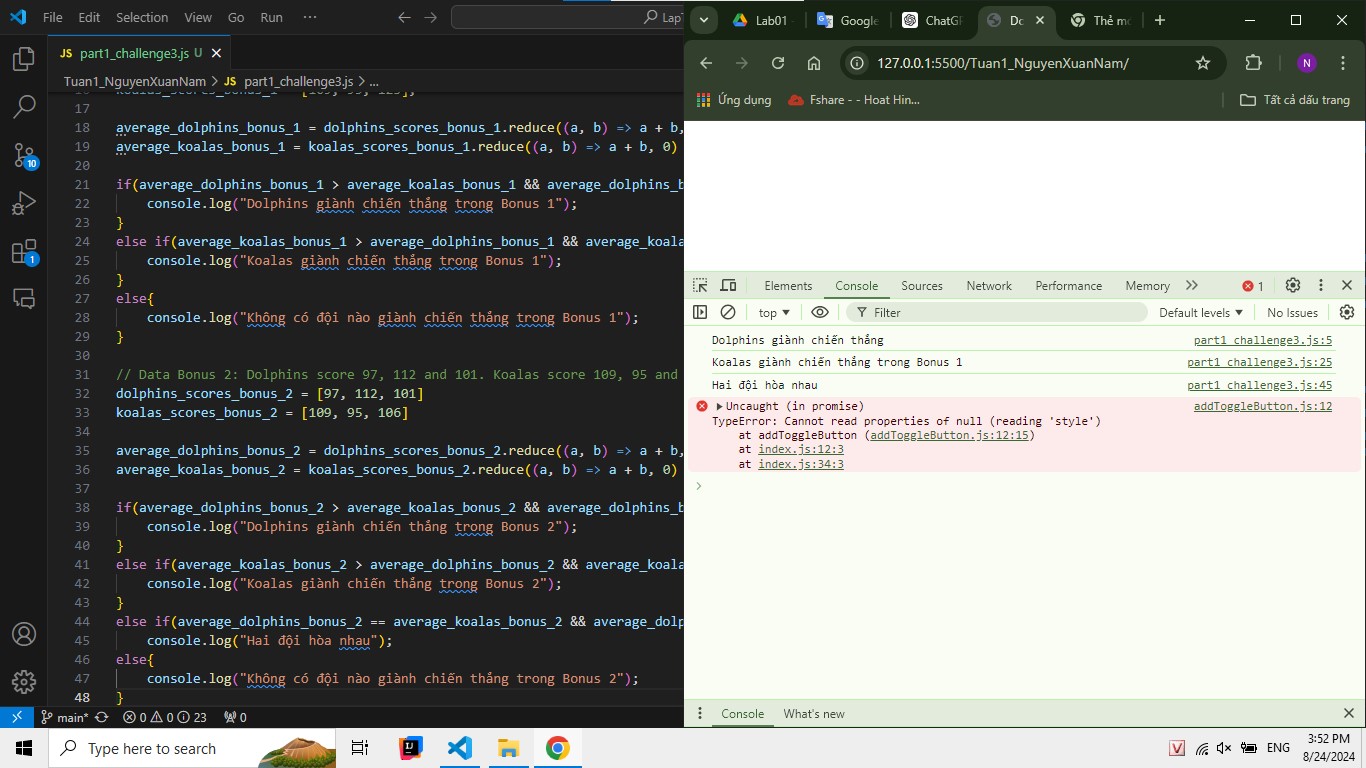 File Edit Selection View Go Run ··· LapT
JS part1_challenge3.js U
Tuan1_NguyenXuanNam > JS part1_challenge3.js > ...
17
18 average_dolphins_bonus_1 = dolphins_scores_bonus_1.reduce((a, b) => a + b,
19 average_koalas_bonus_1 = koalas_scores_bonus_1.reduce((a, b) => a + b, 0)
20
21 if(average_dolphins_bonus_1 > average_koalas_bonus_1 && average_dolphins_b
22 console.log("Dolphins giành chiến thắng trong Bonus 1");
23 }
24 else if(average_koalas_bonus_1 > average_dolphins_bonus_1 && average_koala
25 console.log("Koalas giành chiến thắng trong Bonus 1");
26 }
27 else{
28 console.log("Không có đội nào giành chiến thắng trong Bonus 1");
29 }
30
31 // Data Bonus 2: Dolphins score 97, 112 and 101. Koalas score 109, 95 and
32 dolphins_scores_bonus_2 = [97, 112, 101]
33 koalas_scores_bonus_2 = [109, 95, 106]
34
35 average_dolphins_bonus_2 = dolphins_scores_bonus_2.reduce((a, b) => a + b,
36 average_koalas_bonus_2 = koalas_scores_bonus_2.reduce((a, b) => a + b, 0)
37
38 if(average_dolphins_bonus_2 > average_koalas_bonus_2 && average_dolphins_b
39 console.log("Dolphins giành chiến thắng trong Bonus 2");
40 }
41 else if(average_koalas_bonus_2 > average_dolphins_bonus_2 && average_koala
42 console.log("Koalas giành chiến thắng trong Bonus 2");
43 }
44 else if(average_dolphins_bonus_2 == average_koalas_bonus_2 && average_dolp
45 console.log("Hai đội hòa nhau");
46 else{
47 console.log("Không có đội nào giành chiến thắng trong Bonus 2");
48 }
main* 0 0 23 0
10
1
Lab01 Google ChatGP Dc Thẻ mớ
127.0.0.1:5500/Tuan1_NguyenXuanNam/
N
Ứng dụng Fshare - - Hoat Hin... Tất cả dấu trang
Elements Console Sources Network Performance Memory 1
top Filter Default levels No Issues
Dolphins giành chiến thắng part1_challenge3.js:5
Koalas giành chiến thắng trong Bonus 1 part1_challenge3.js:25
Hai đội hòa nhau part1_challenge3.js:45
Uncaught (in promise) addToggleButton.js:12
TypeError: Cannot read properties of null (reading 'style')
at addToggleButton (addToggleButton.js:12:15)
at index.js:12:3
at index.js:34:3
Console What's new
Type here to search
V ENG 3:52 PM
8/24/2024